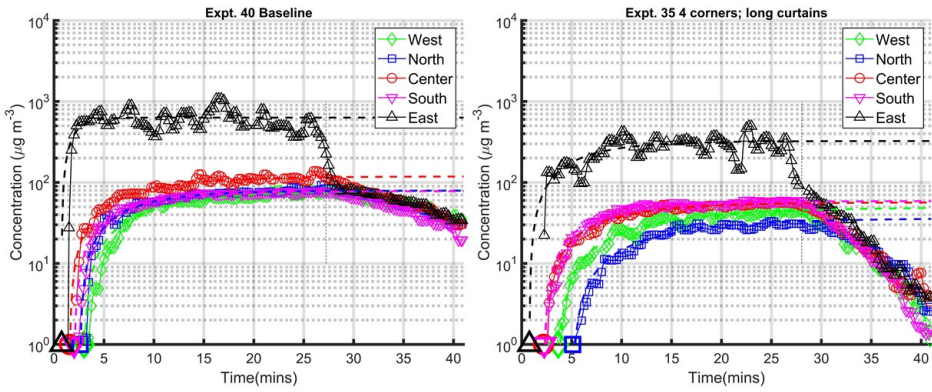 Expt. 40 Baseline
10^4
10^3
10^2
10^1
10^0
Concentration (μg m^-3)
0 5 10 15 20 25 30 35 40
Time(mins)
West
North
Center
South
East
Expt. 35 4 corners; long curtains
10^4
10^3
10^2
10^1
10^0
Concentration (μg m^-3)
0 5 10 15 20 25 30 35 40
Time(mins)
West
North
Center
South
East